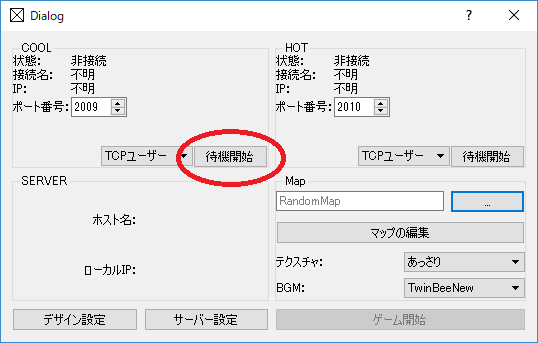 Dialog
COOL
状態: 非接続
接続名: 不明
IP: 不明
ポート番号: 2009
TCPユーザー 待機開始
HOT
状態: 非接続
接続名: 不明
IP: 不明
ポート番号: 2010
TCPユーザー 待機開始
SERVER
ホスト名:
ローカルIP:
Map
RandomMap ...
マップの編集
テクスチャ: あっさり
BGM: TwinBeeNew
デザイン設定 サーバー設定 ゲーム開始